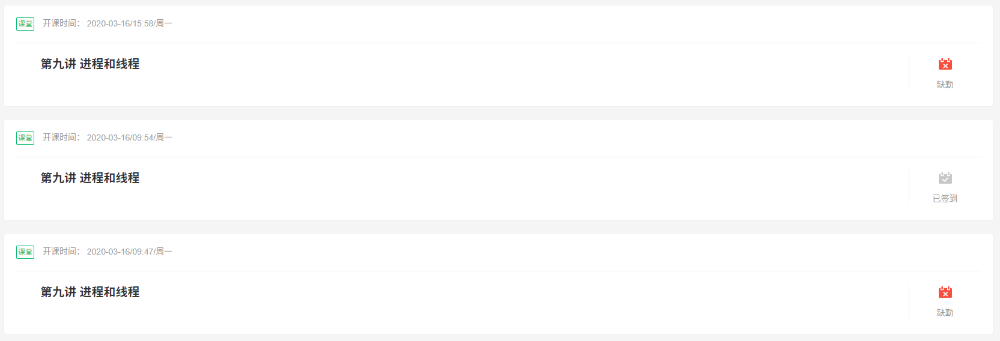 课堂 开课时间： 2020-03-16/15:58/周一
第九讲 进程和线程
缺勤
课堂 开课时间： 2020-03-16/09:54/周一
第九讲 进程和线程
已签到
课堂 开课时间： 2020-03-16/09:47/周一
第九讲 进程和线程
缺勤